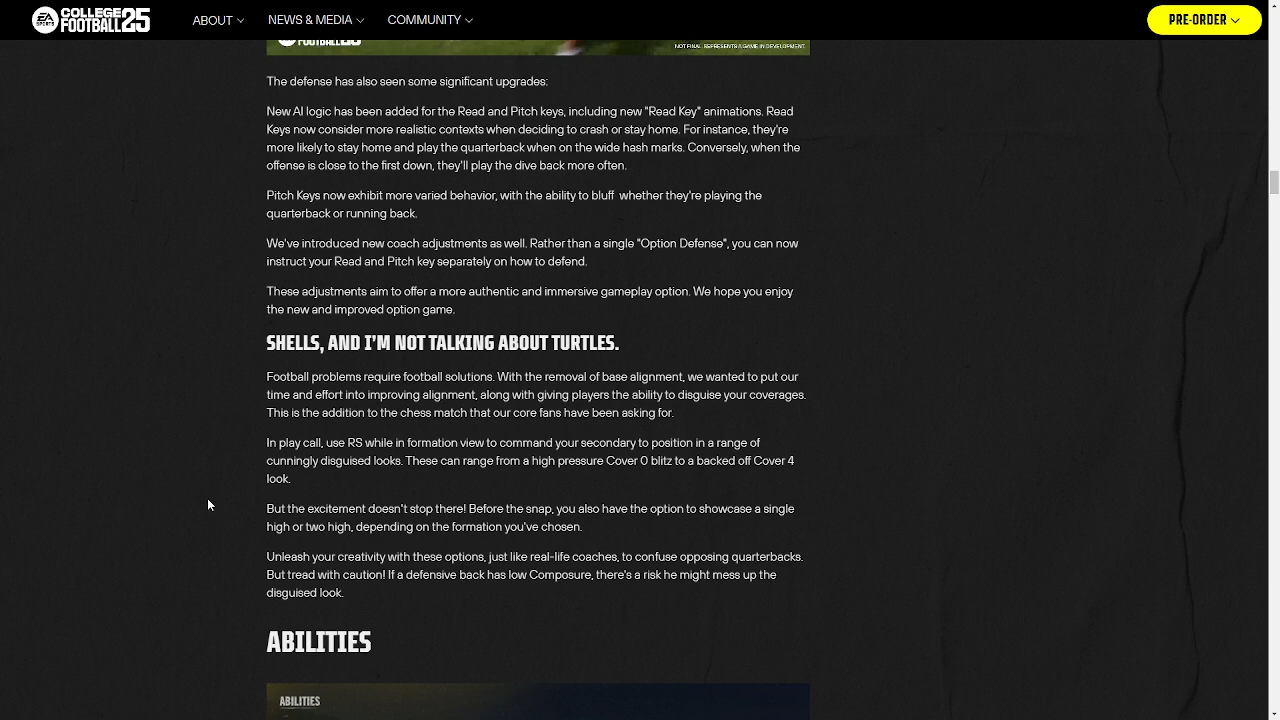 EA SPORTS COLLEGE FOOTBALL 25
ABOUT
NEWS & MEDIA
COMMUNITY
PRE-ORDER
NOT FINAL. REPRESENTS A GAME IN DEVELOPMENT.
The defense has also seen some significant upgrades:
New AI logic has been added for the Read and Pitch keys, including new "Read Key" animations. Read
Keys now consider more realistic contexts when deciding to crash or stay home. For instance, they're
more likely to stay home and play the quarterback when on the wide hash marks. Conversely, when the
offense is close to the first down, they'll play the dive back more often.
Pitch Keys now exhibit more varied behavior, with the ability to bluff  whether they're playing the
quarterback or running back.
We've introduced new coach adjustments as well. Rather than a single "Option Defense", you can now
instruct your Read and Pitch key separately on how to defend.
These adjustments aim to offer a more authentic and immersive gameplay option. We hope you enjoy
the new and improved option game.
SHELLS, AND I'M NOT TALKING ABOUT TURTLES.
Football problems require football solutions. With the removal of base alignment, we wanted to put our
time and effort into improving alignment, along with giving players the ability to disguise your coverages.
This is the addition to the chess match that our core fans have been asking for.
In play call, use RS while in formation view to command your secondary to position in a range of
cunningly disguised looks. These can range from a high pressure Cover 0 blitz to a backed off Cover 4
look.
But the excitement doesn't stop there! Before the snap, you also have the option to showcase a single
high or two high, depending on the formation you've chosen.
Unleash your creativity with these options, just like real-life coaches, to confuse opposing quarterbacks.
But tread with caution! If a defensive back has low Composure, there's a risk he might mess up the
disguised look.
ABILITIES
ABILITIES